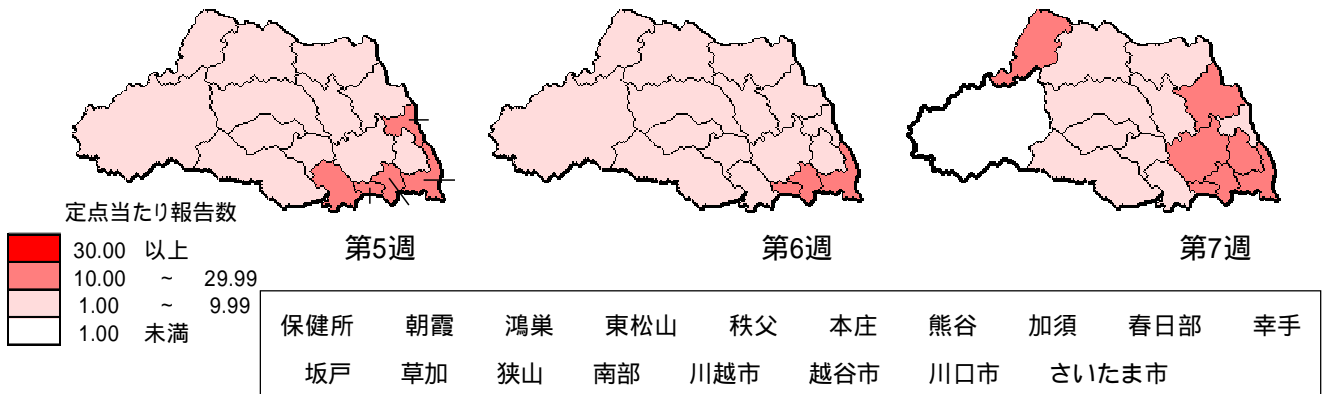 定点当たり報告数
30.00 以上
10.00 ~ 29.99
1.00 ~ 9.99
1.00 未満
第5週
第6週
第7週
保健所 朝霞 鴻巣 東松山 秩父 本庄 熊谷 加須 春日部 幸手
坂戸 草加 狭山 南部 川越市 越谷市 川口市 さいたま市